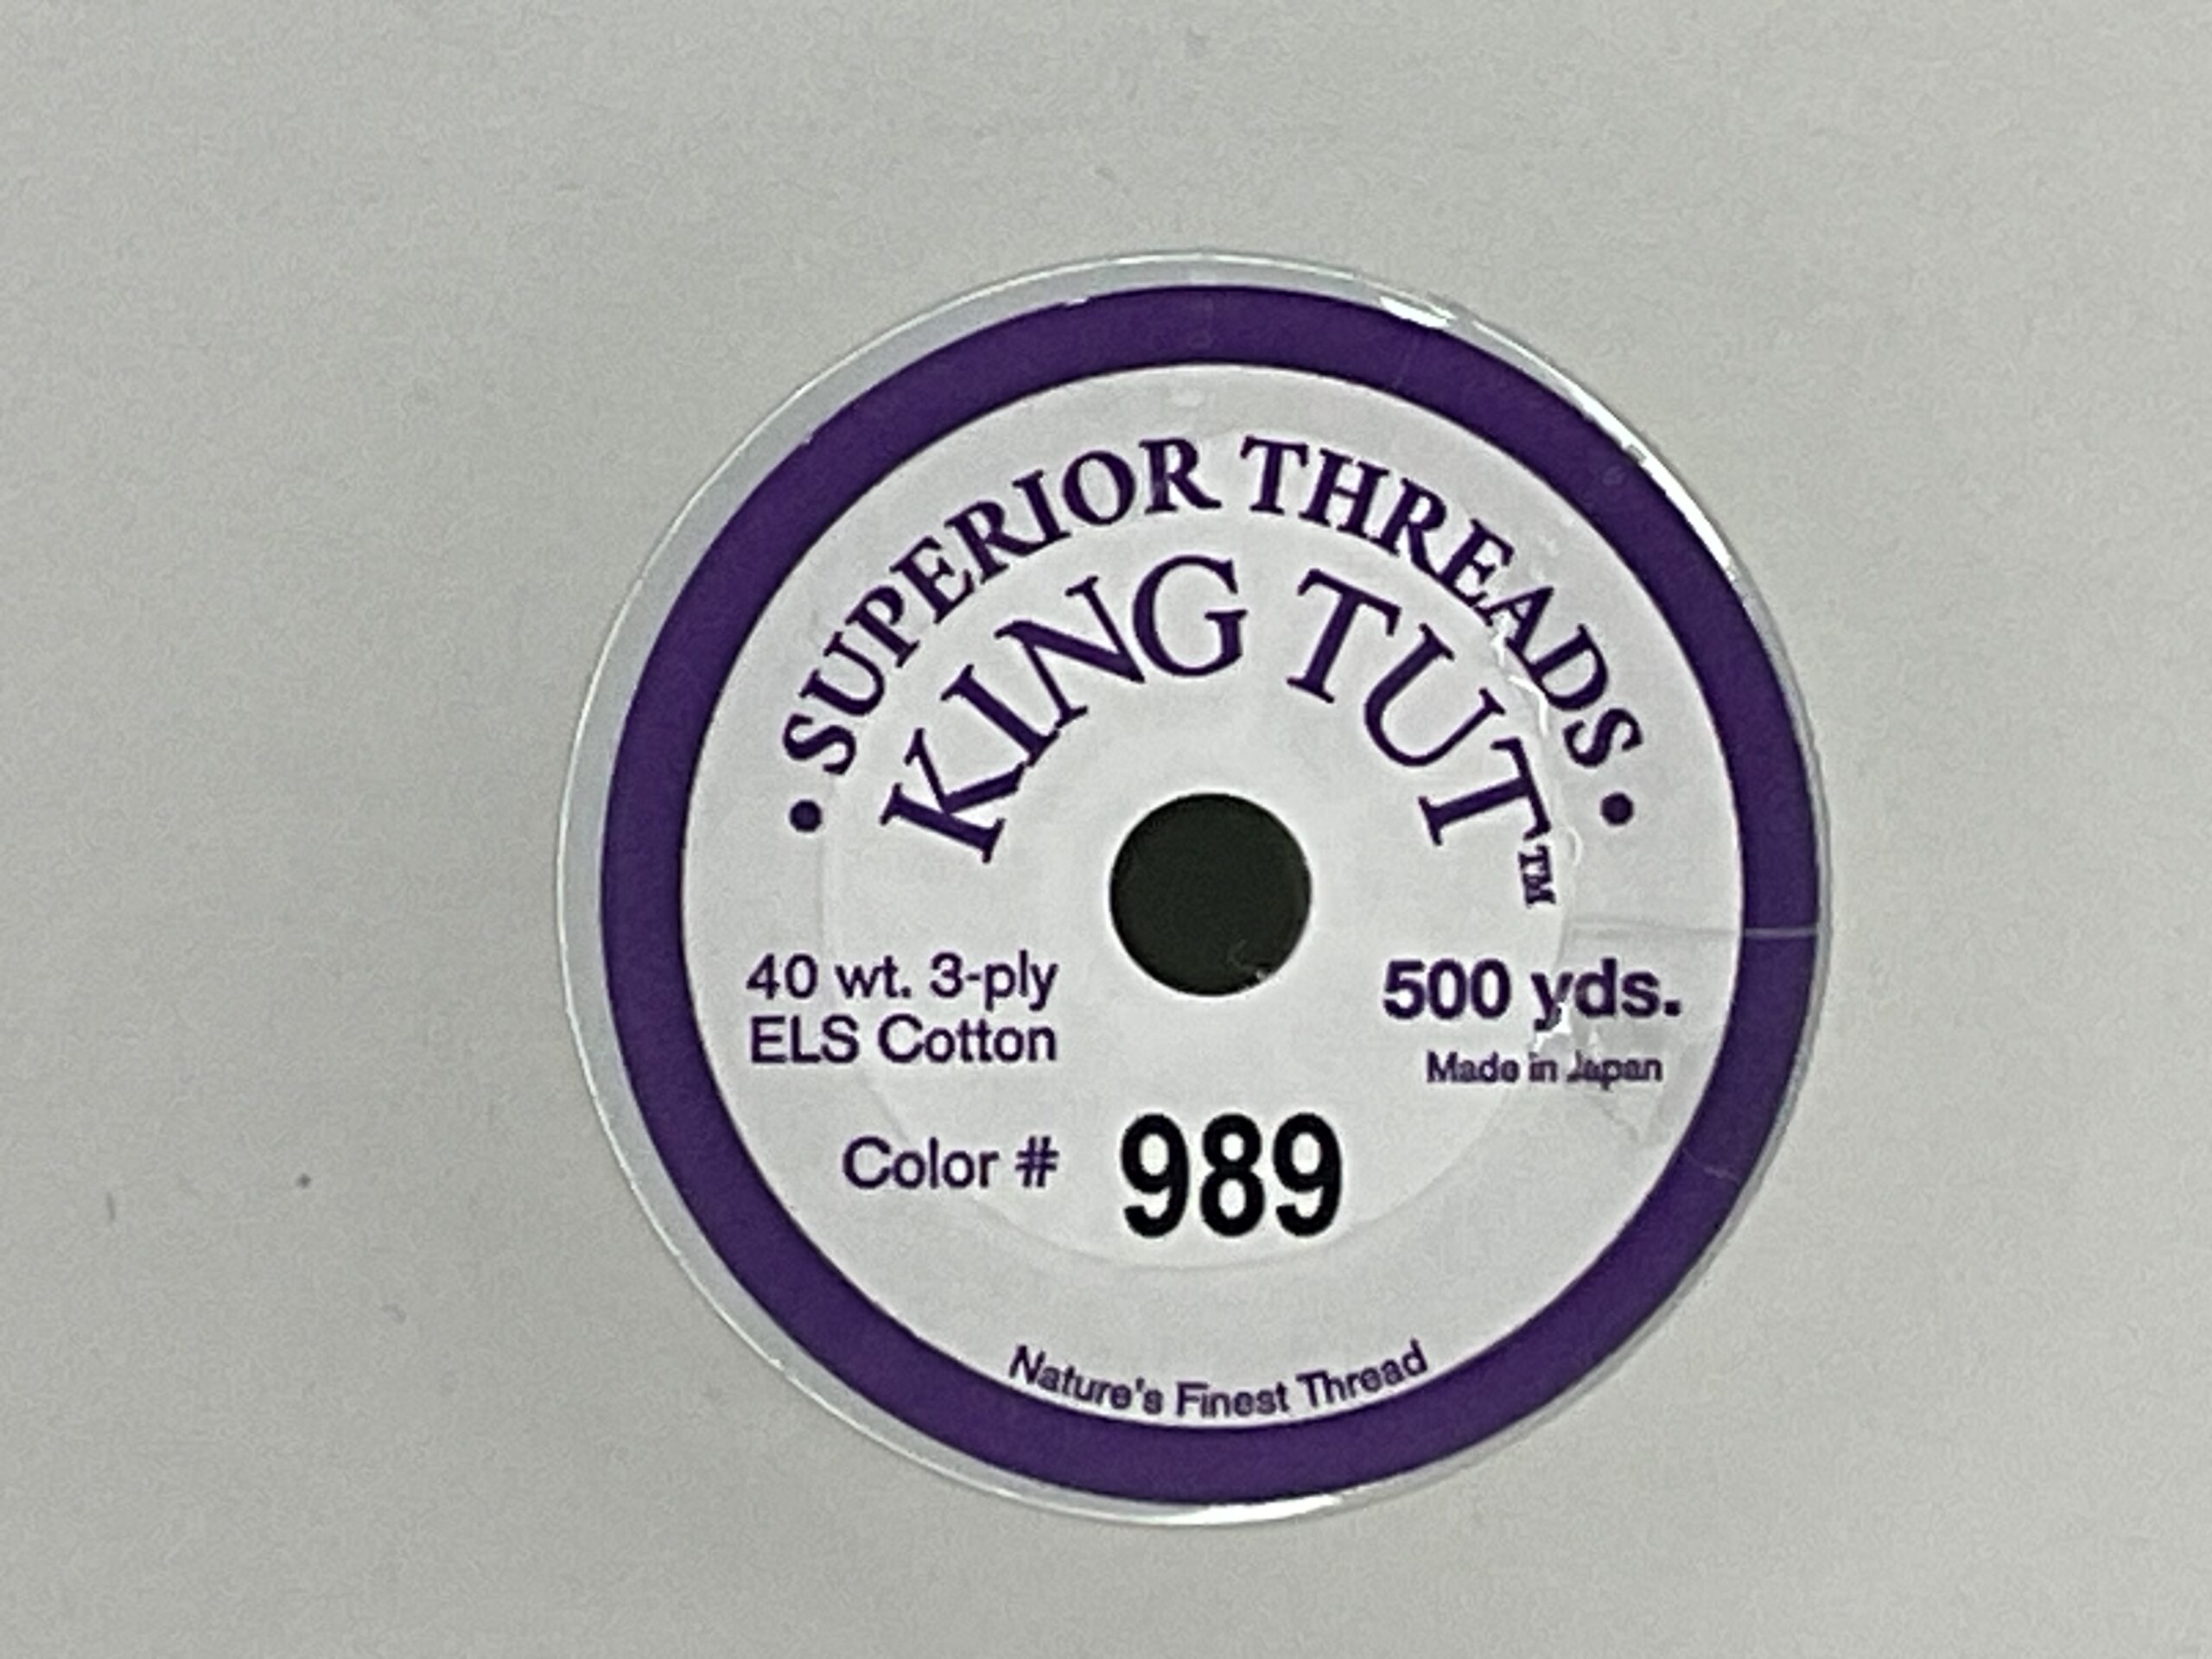 • SUPERIOR THREADS •
KING TUT™
40 wt. 3-ply
ELS Cotton
500 yds.
Made in Japan
Color # 989
Nature's Finest Thread